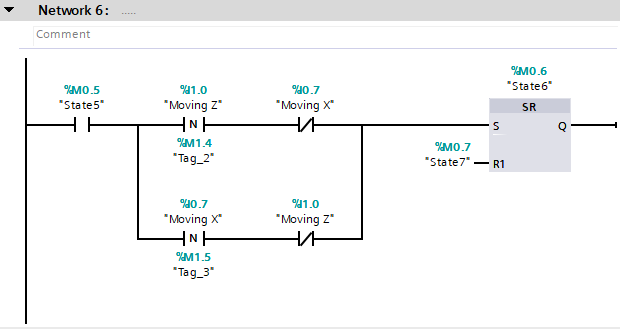 Network 6: .....
Comment
%M0.5
"State5"
%I1.0
"Moving Z"
N
%M1.4
"Tag_2"
%I0.7
"Moving X"
%M0.6
"State6"
SR
S
Q
%M0.7
"State7"
R1
%I0.7
"Moving X"
N
%M1.5
"Tag_3"
%I1.0
"Moving Z"